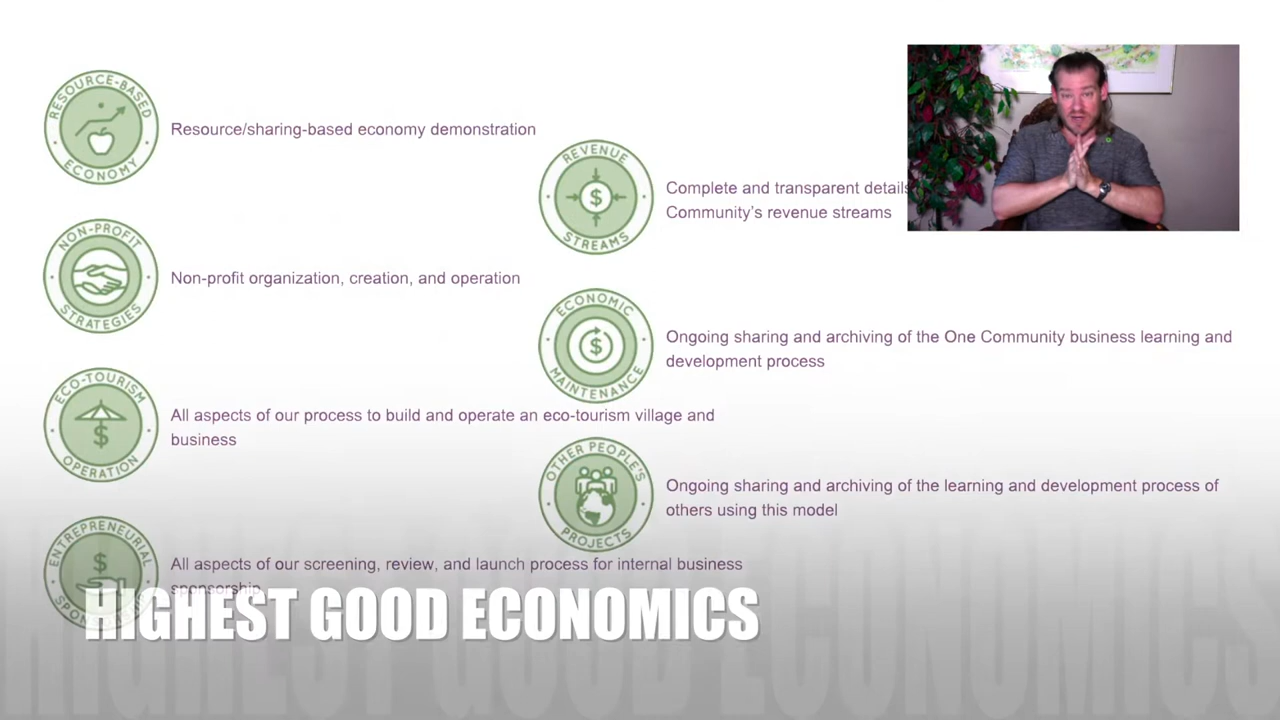 RESOURCE-BASED
ECONOMY
Resource/sharing-based economy demonstration
NON-PROFIT
STRATEGIES
Non-profit organization, creation, and operation
ECO-TOURISM
$
OPERATION
All aspects of our process to build and operate an eco-tourism village and
business
ENTREPRENEURIAL
$
All aspects of our screening, review, and launch process for internal business
sponsorship
REVENUE
$
STREAMS
Complete and transparent details
Community's revenue streams
ECONOMIC
$
MAINTENANCE
Ongoing sharing and archiving of the One Community business learning and
development process
OTHER PEOPLE'S
PROJECTS
Ongoing sharing and archiving of the learning and development process of
others using this model
HIGHEST GOOD ECONOMICS
HIGHEST GOOD ECONOMICS